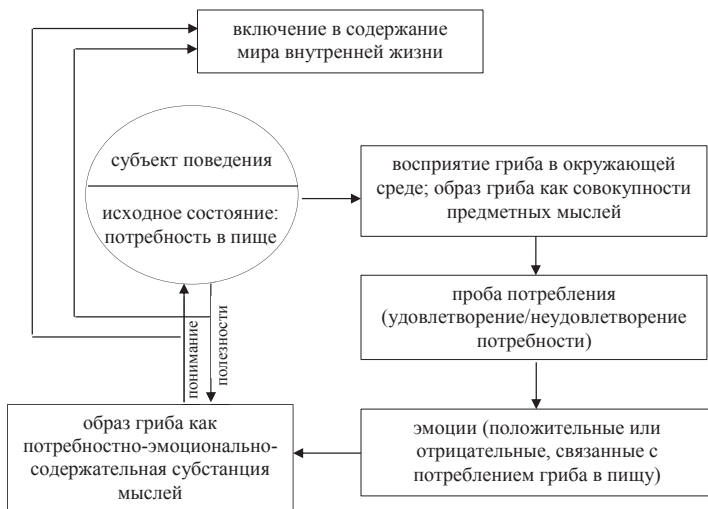 включение в содержание
мира внутренней жизни
субъект поведения
исходное состояние:
потребность в пище
восприятие гриба в окружающей
среде; образ гриба как совокупности
предметных мыслей
проба потребления
(удовлетворение/неудовлетворение
потребности)
эмоции (положительные или
отрицательные, связанные с
потреблением гриба в пищу)
понимание
полезности
образ гриба как
потребностно-эмоционально-
содержательная субстанция
мыслей